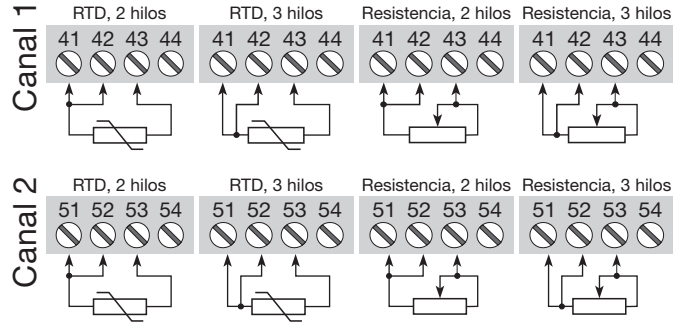 Canal 1
RTD, 2 hilos RTD, 3 hilos Resistencia, 2 hilos Resistencia, 3 hilos
41 42 43 44 41 42 43 44 41 42 43 44 41 42 43 44
Canal 2
RTD, 2 hilos RTD, 3 hilos Resistencia, 2 hilos Resistencia, 3 hilos
51 52 53 54 51 52 53 54 51 52 53 54 51 52 53 54